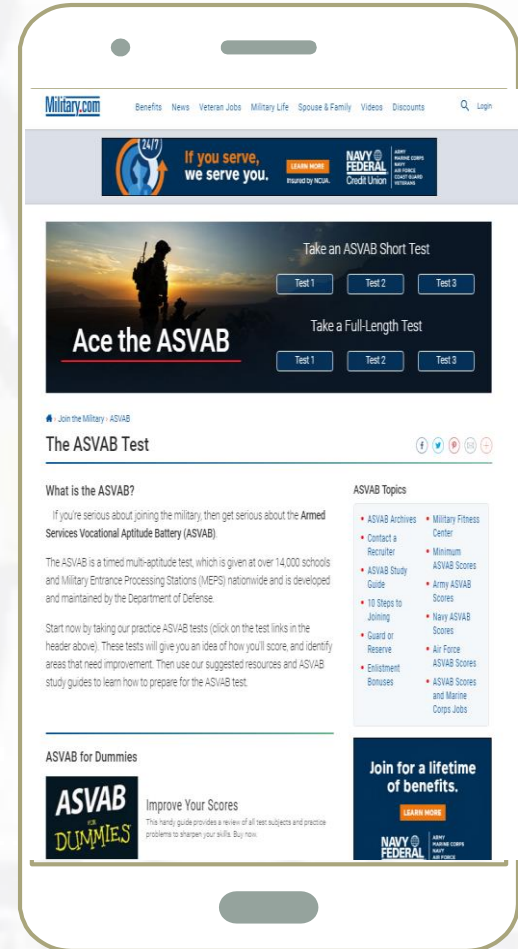 Military.com
Benefits News Veteran Jobs Military Life Spouse & Family Videos Discounts Login
24/7
If you serve,
we serve you.
LEARN MORE
Insured by NCUA.
NAVY
FEDERAL
Credit Union
ARMY
MARINE CORPS
NAVY
AIR FORCE
COAST GUARD
VETERANS
Ace the ASVAB
Take an ASVAB Short Test
Test 1 Test 2 Test 3
Take a Full-Length Test
Test 1 Test 2 Test 3
› Join the Military › ASVAB
The ASVAB Test
What is the ASVAB?
If you're serious about joining the military, then get serious about the Armed
Services Vocational Aptitude Battery (ASVAB).
The ASVAB is a timed multi-aptitude test, which is given at over 14,000 schools
and Military Entrance Processing Stations (MEPS) nationwide and is developed
and maintained by the Department of Defense.
Start now by taking our practice ASVAB tests (click on the test links in the
header above). These tests will give you an idea of how you'll score, and identify
areas that need improvement. Then use our suggested resources and ASVAB
study guides to learn how to prepare for the ASVAB test.
ASVAB Topics
• ASVAB Archives
• Contact a
Recruiter
• ASVAB Study
Guide
• 10 Steps to
Joining
• Guard or
Reserve
• Enlistment
Bonuses
• Military Fitness
Center
• Minimum
ASVAB Scores
• Army ASVAB
Scores
• Navy ASVAB
Scores
• Air Force
ASVAB Scores
• ASVAB Scores
and Marine
Corps Jobs
ASVAB for Dummies
ASVAB
FOR
DUMMIES
Improve Your Scores
This handy guide provides a review of all test subjects and practice
problems to sharpen your skills. Buy now.
Join for a lifetime
of benefits.
LEARN MORE
NAVY
FEDERAL
ARMY
MARINE CORPS
NAVY
AIR FORCE